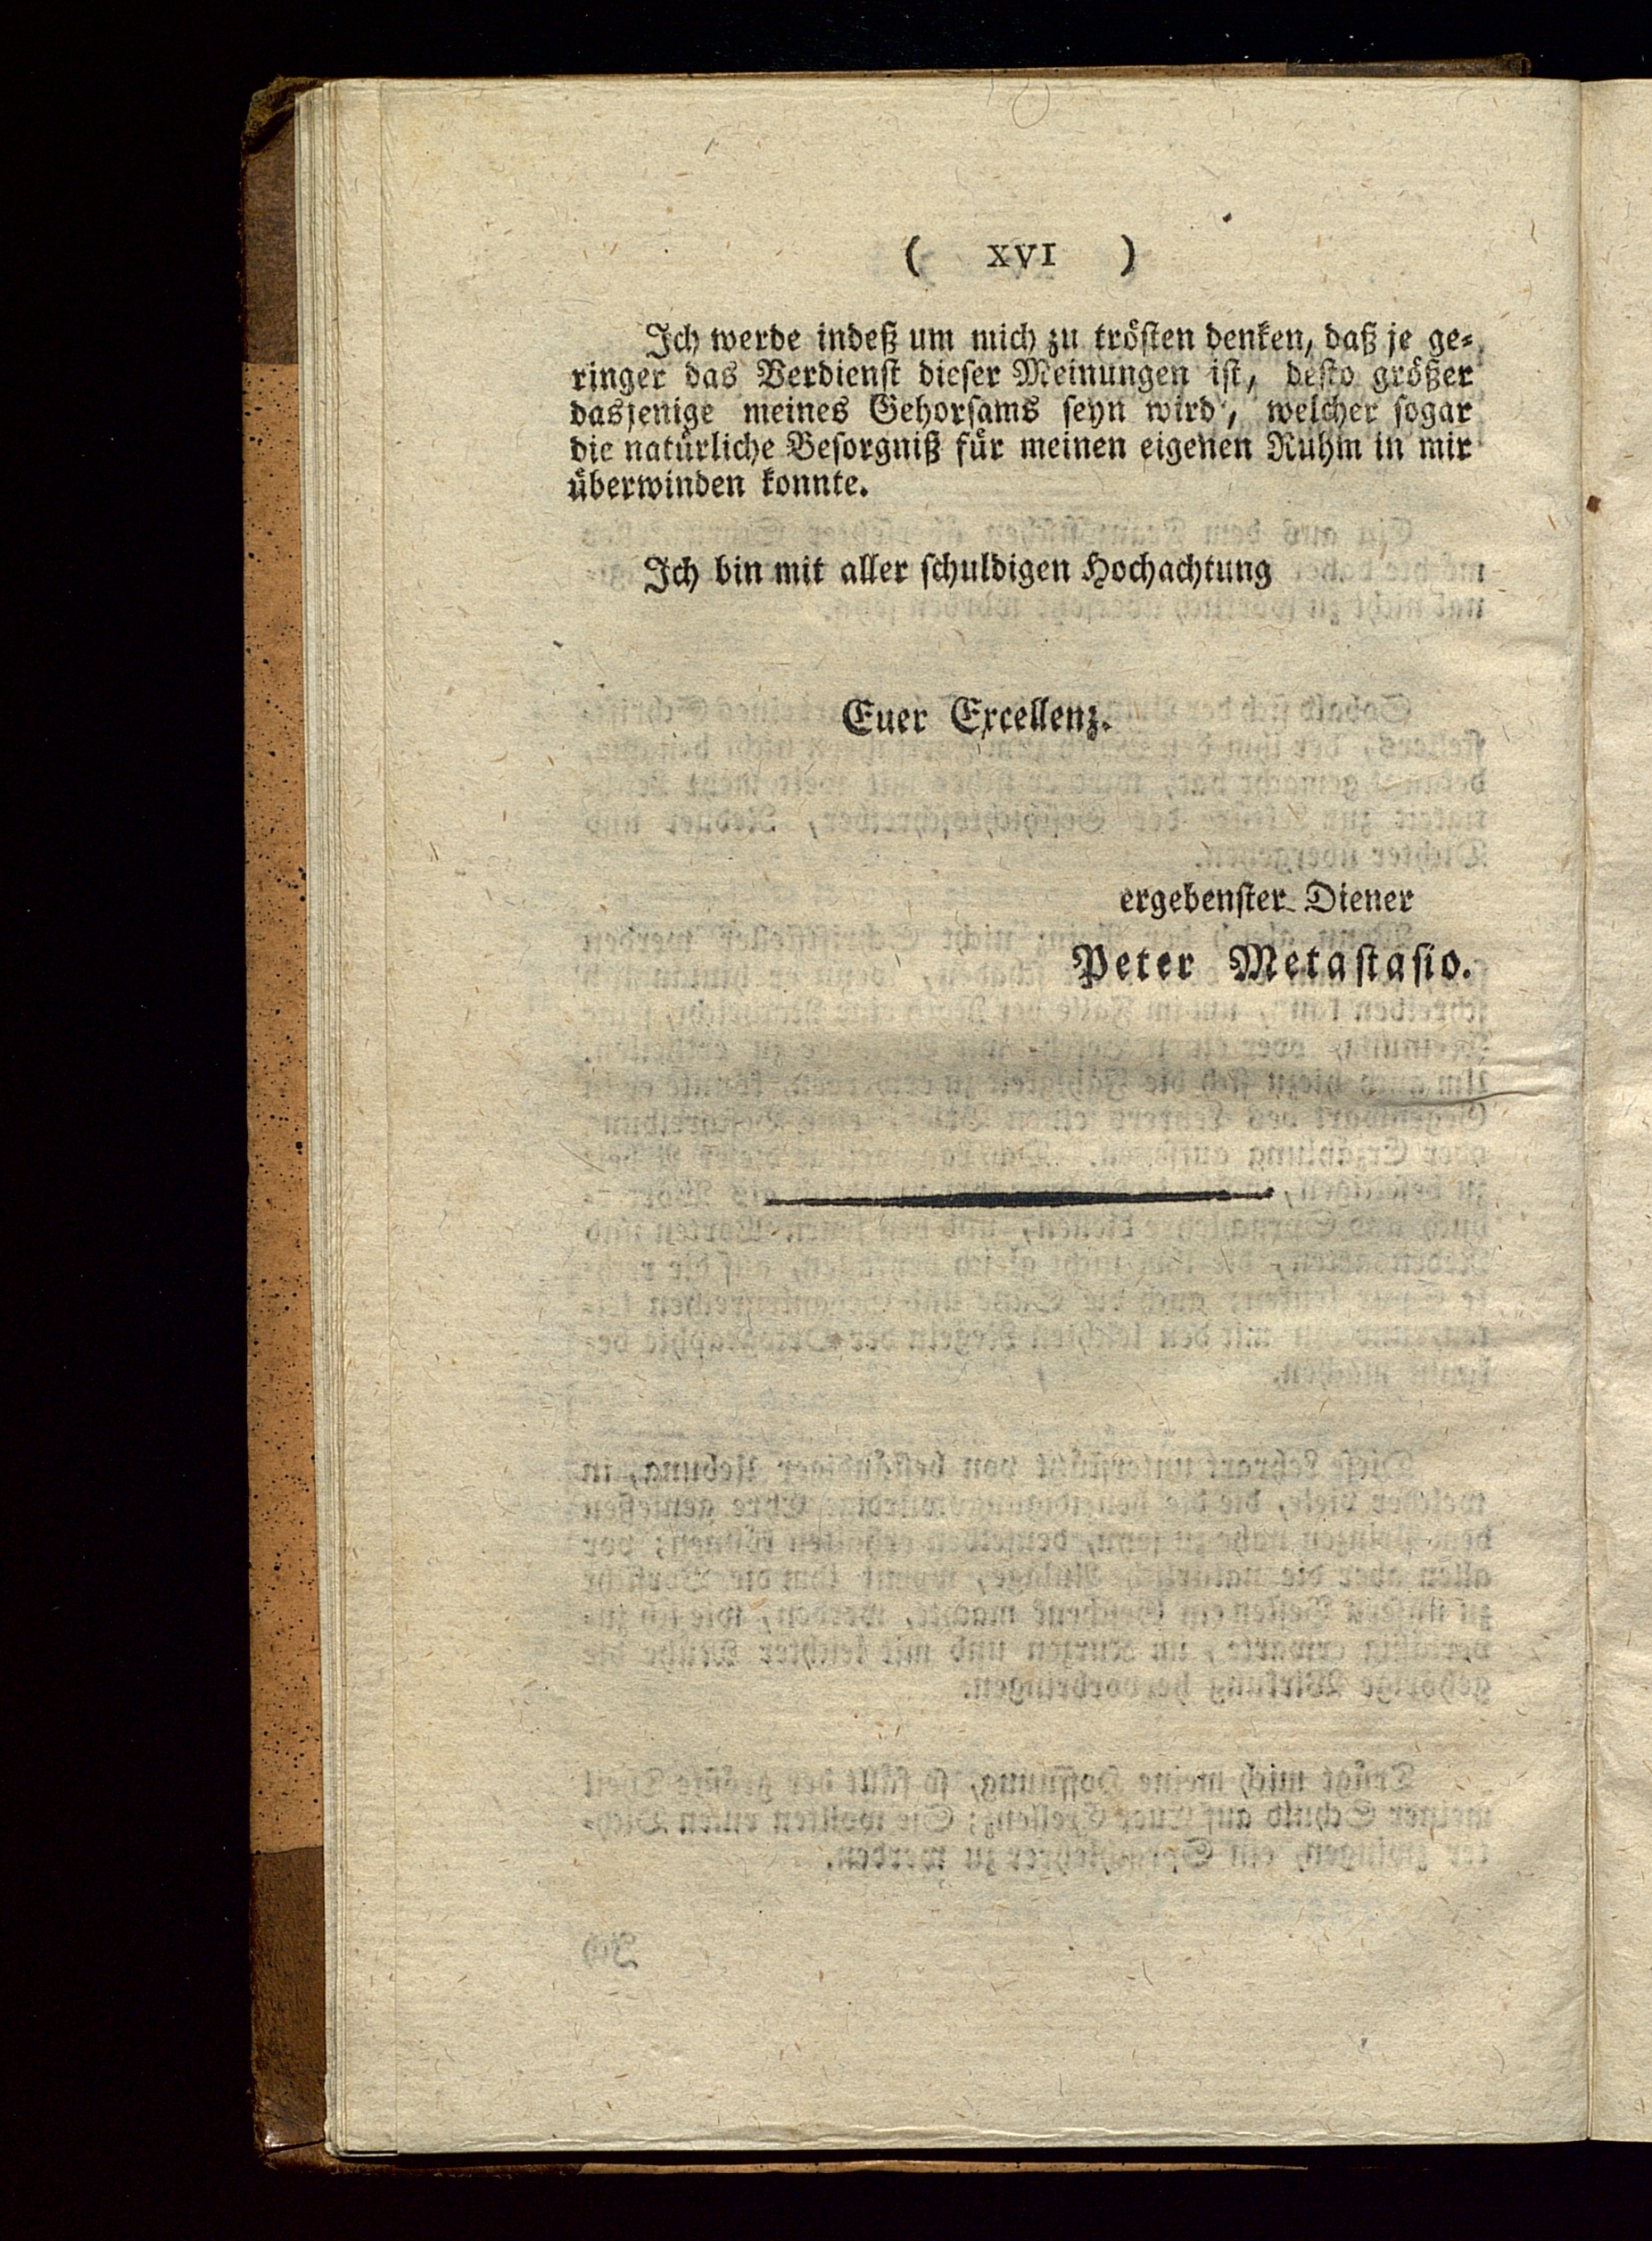 ( XVI )
Ich werde indeß um mich zu trösten denken, daß je ge-
ringer das Verdienst dieser Meinungen ist, desto größer
dasjenige meines Gehorsams seyn wird, welcher sogar
die natürliche Besorgniß für meinen eigenen Ruhm in mir
überwinden konnte.
Ich bin mit aller schuldigen Hochachtung
Euer Excellenz.
ergebenster Diener
Peter Metastasio.